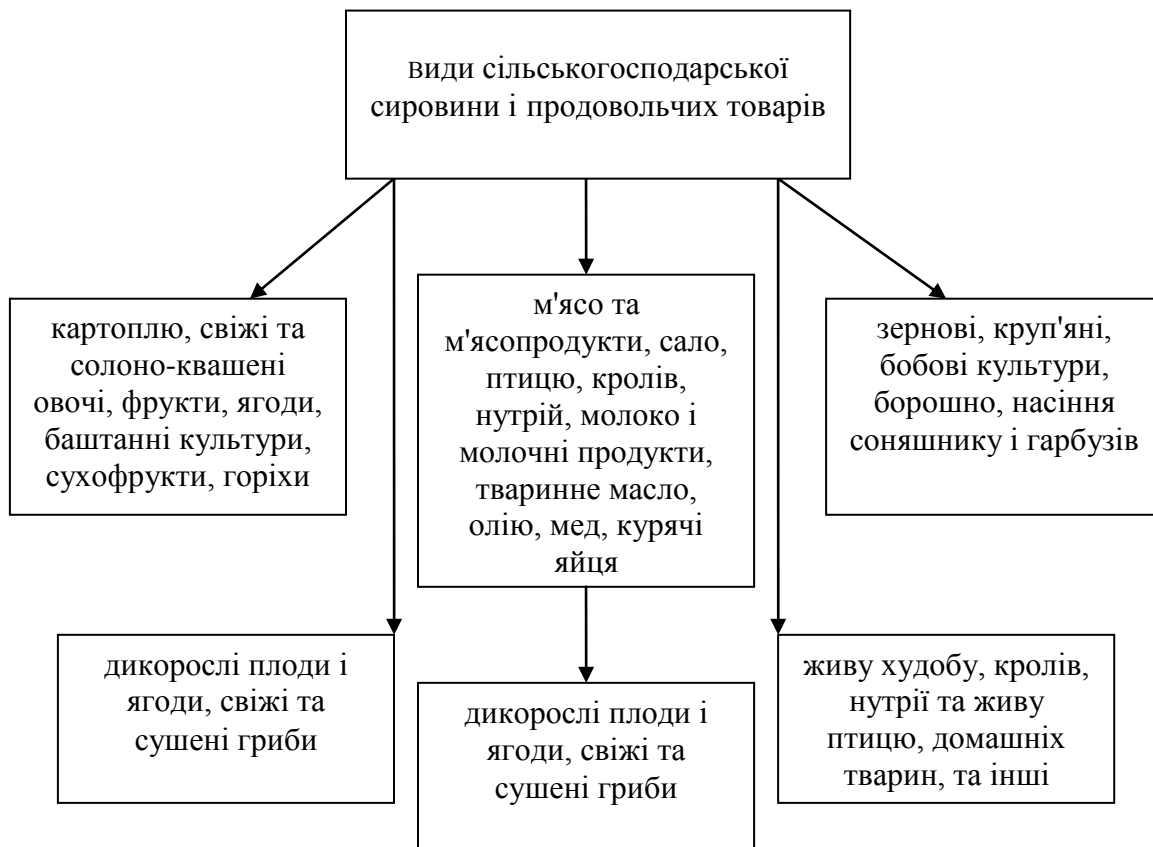 види сільськогосподарської
сировини і продовольчих товарів
картоплю, свіжі та
солоно-квашені
овочі, фрукти, ягоди,
баштанні культури,
сухофрукти, горіхи
м'ясо та
м'ясопродукти, сало,
птицю, кролів,
нутрій, молоко і
молочні продукти,
тваринне масло,
олію, мед, курячі
яйця
зернові, круп'яні,
бобові культури,
борошно, насіння
соняшнику і гарбузів
дикорослі плоди і
ягоди, свіжі та
сушені гриби
дикорослі плоди і
ягоди, свіжі та
сушені гриби
живу худобу, кролів,
нутрії та живу
птицю, домашніх
тварин, та інші